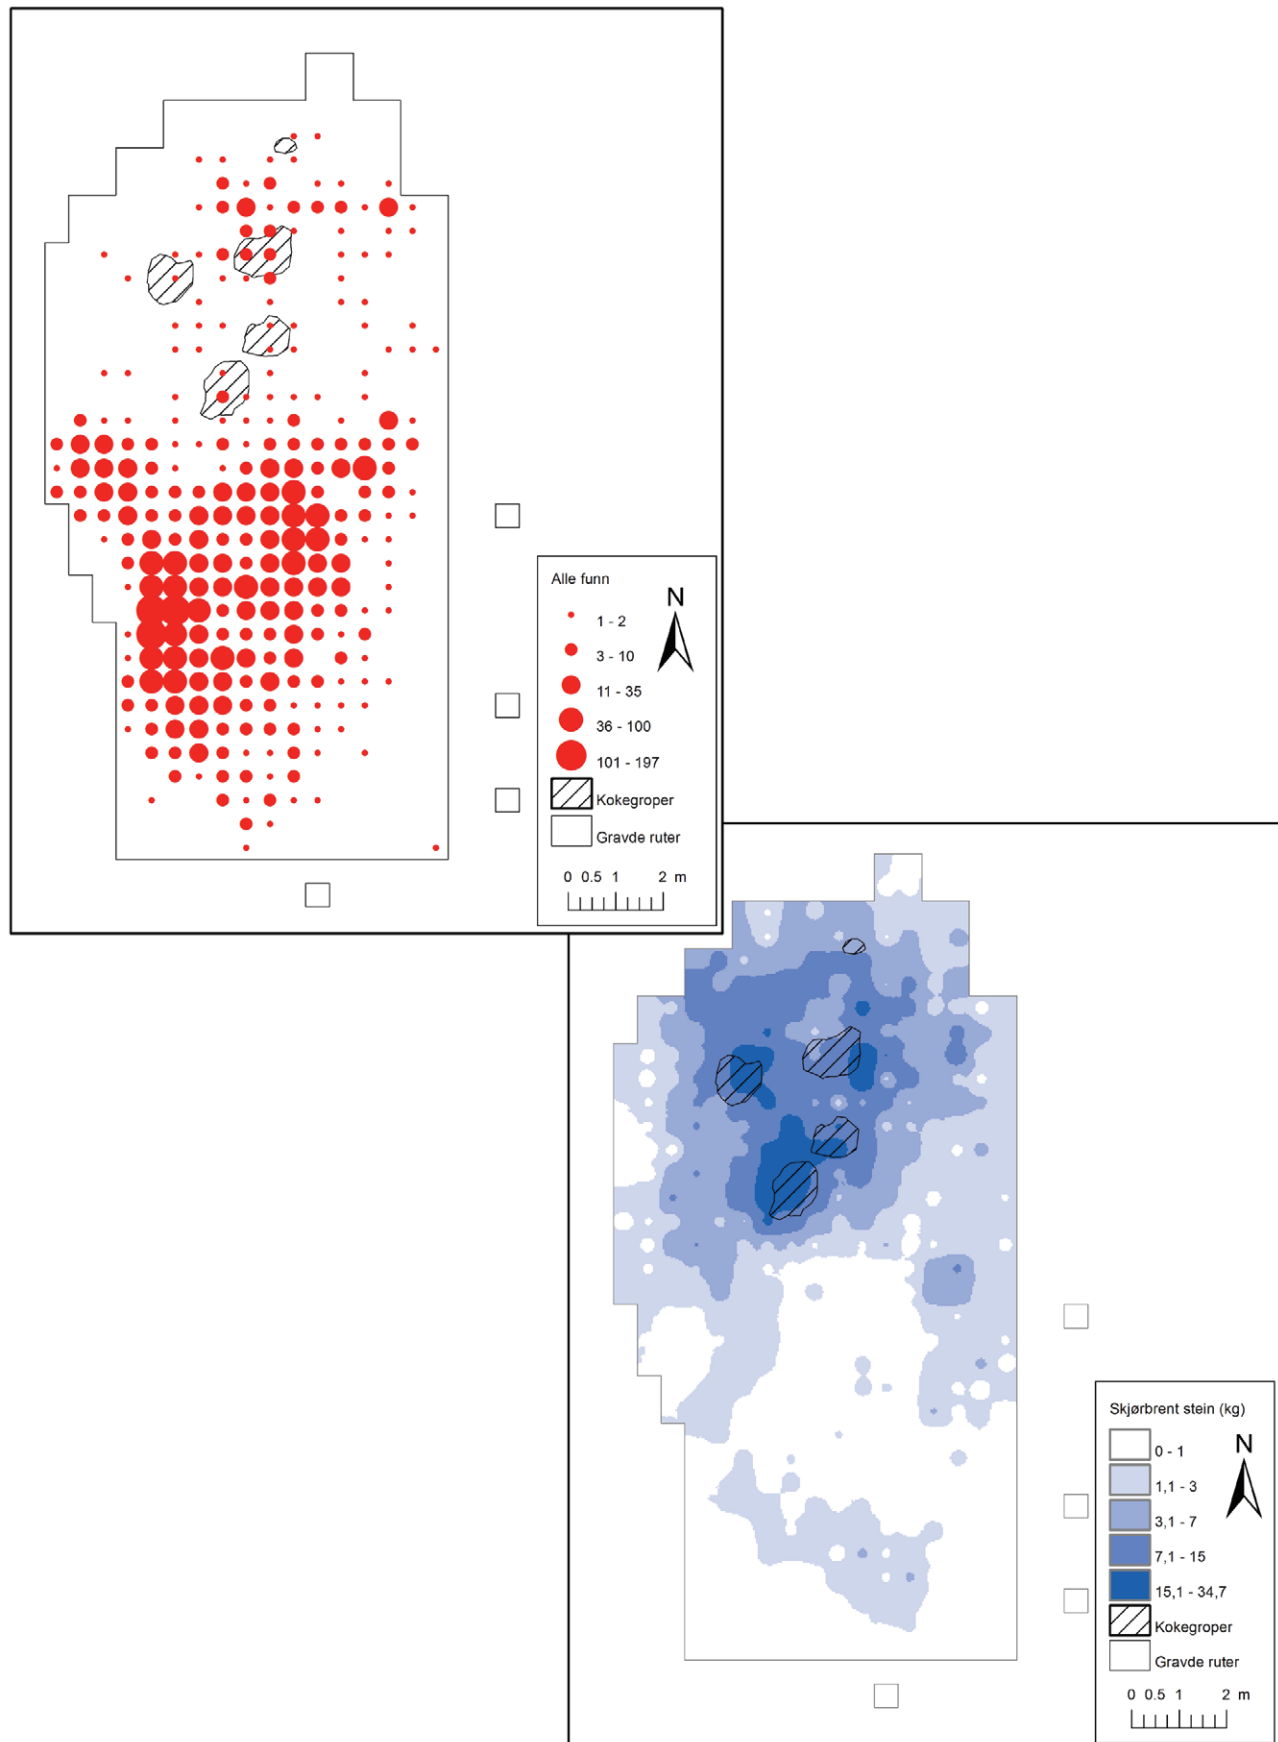 Alle funn
N
1 - 2
3 - 10
11 - 35
36 - 100
101 - 197
Kokegroper
Gravde ruter
0 0.5 1 2 m
Skjørbrent stein (kg)
N
0 - 1
1,1 - 3
3,1 - 7
7,1 - 15
15,1 - 34,7
Kokegroper
Gravde ruter
0 0.5 1 2 m